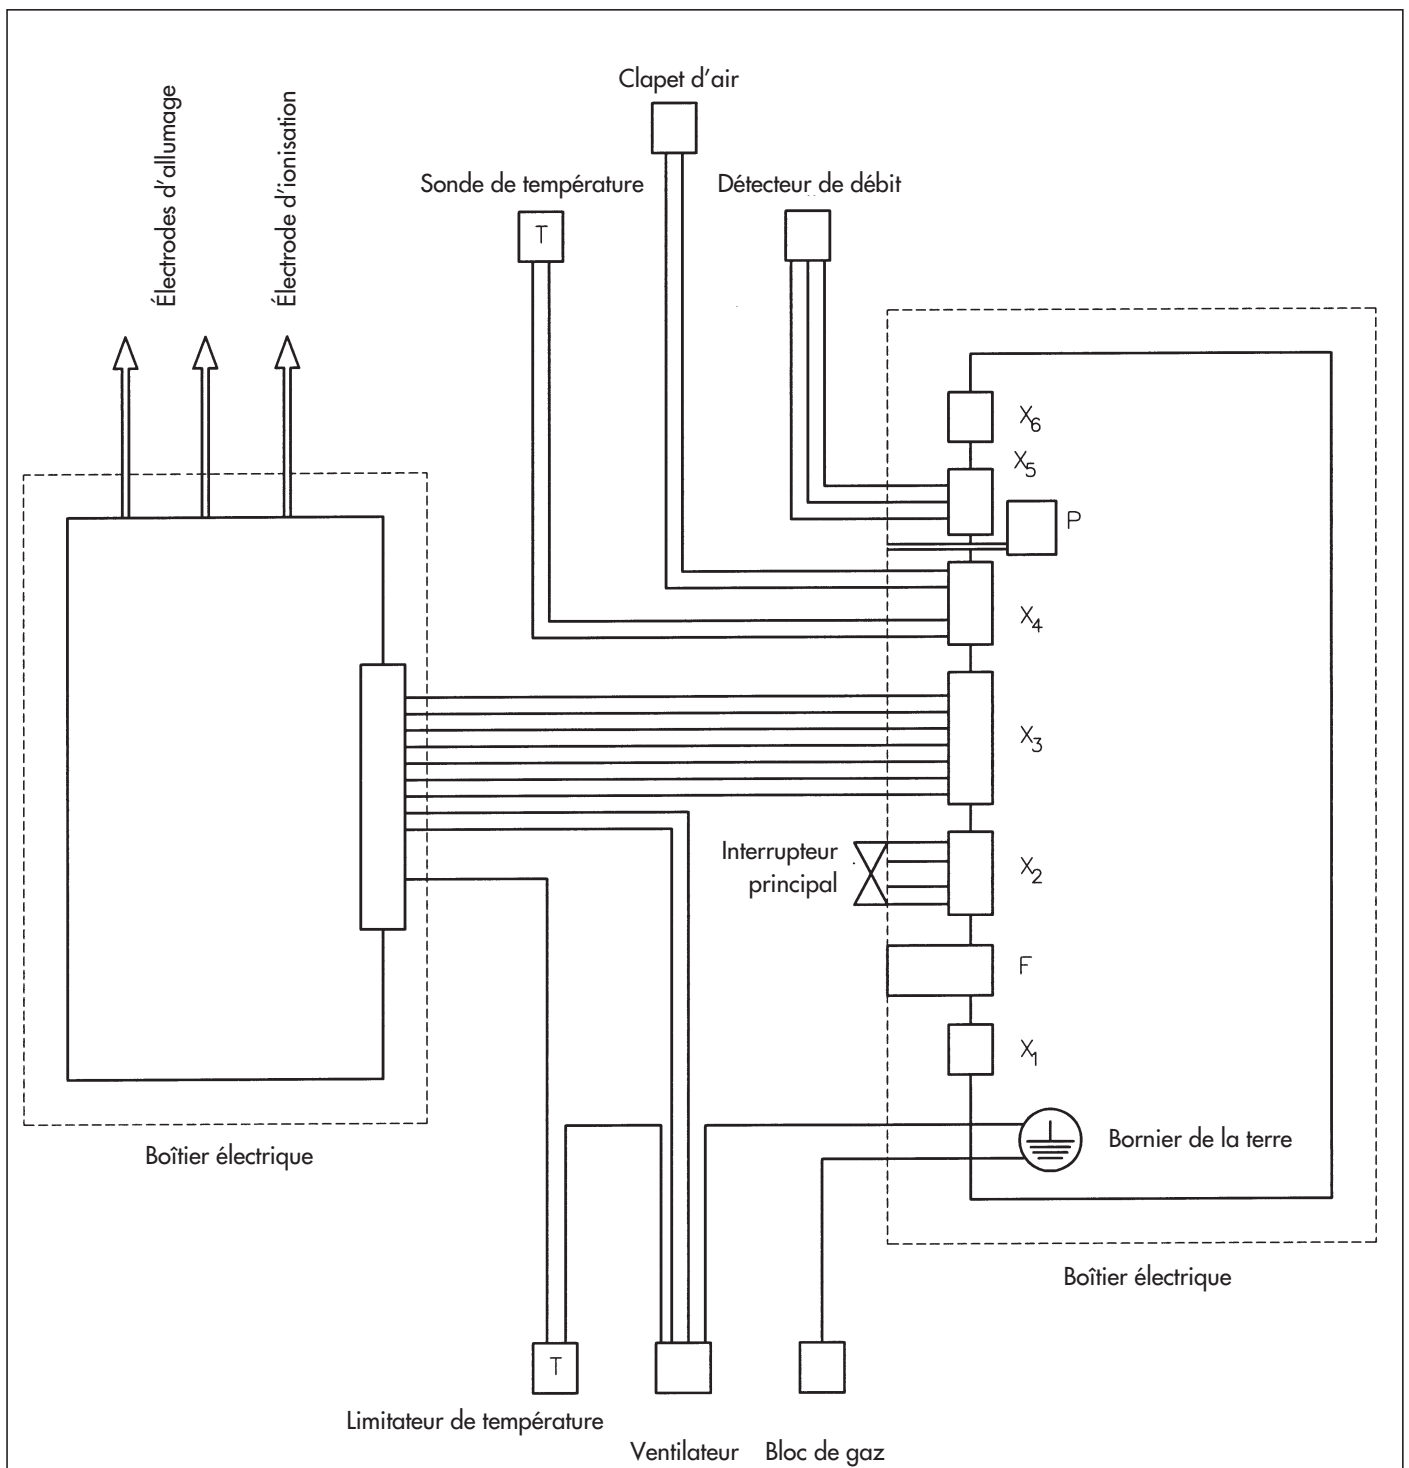 Clapet d'air
Électrodes d'allumage
Électrode d'ionisation
Sonde de température
Détecteur de débit
T
X6
X5
P
X4
X3
Interrupteur
principal
X2
F
X1
Bornier de la terre
Boîtier électrique
Boîtier électrique
T
Limitateur de température
Ventilateur
Bloc de gaz